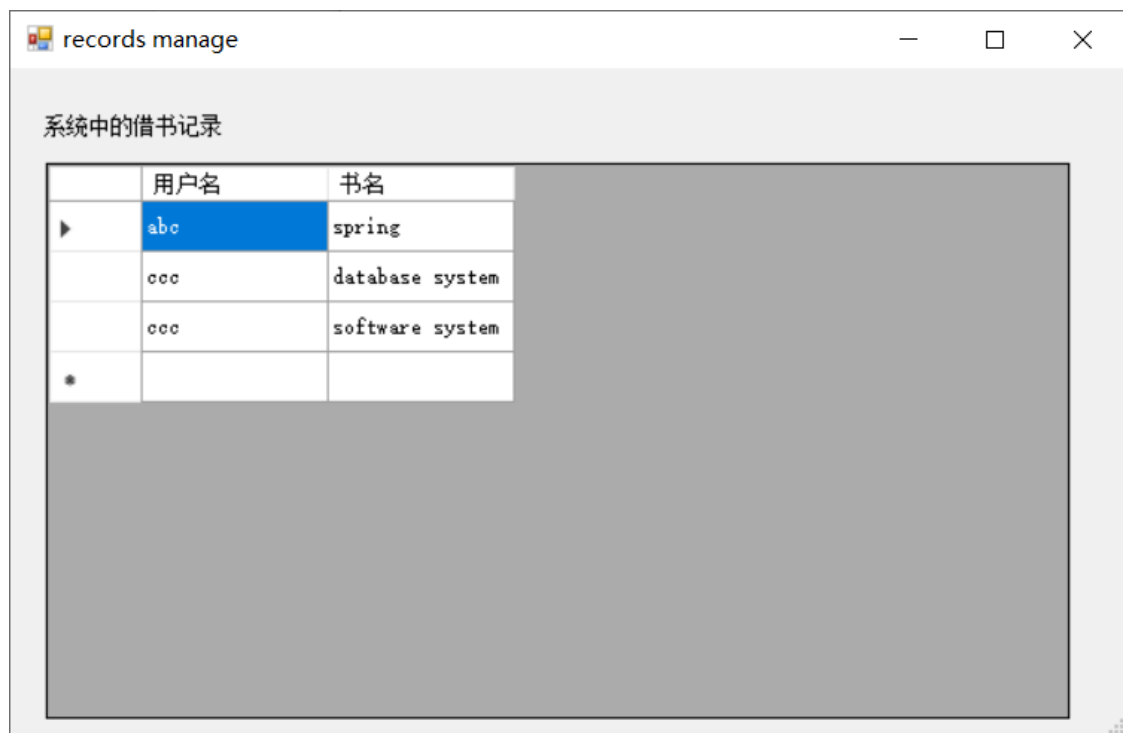 records manage
系统中的借书记录
用户名 书名
abc spring
ccc database system
ccc software system